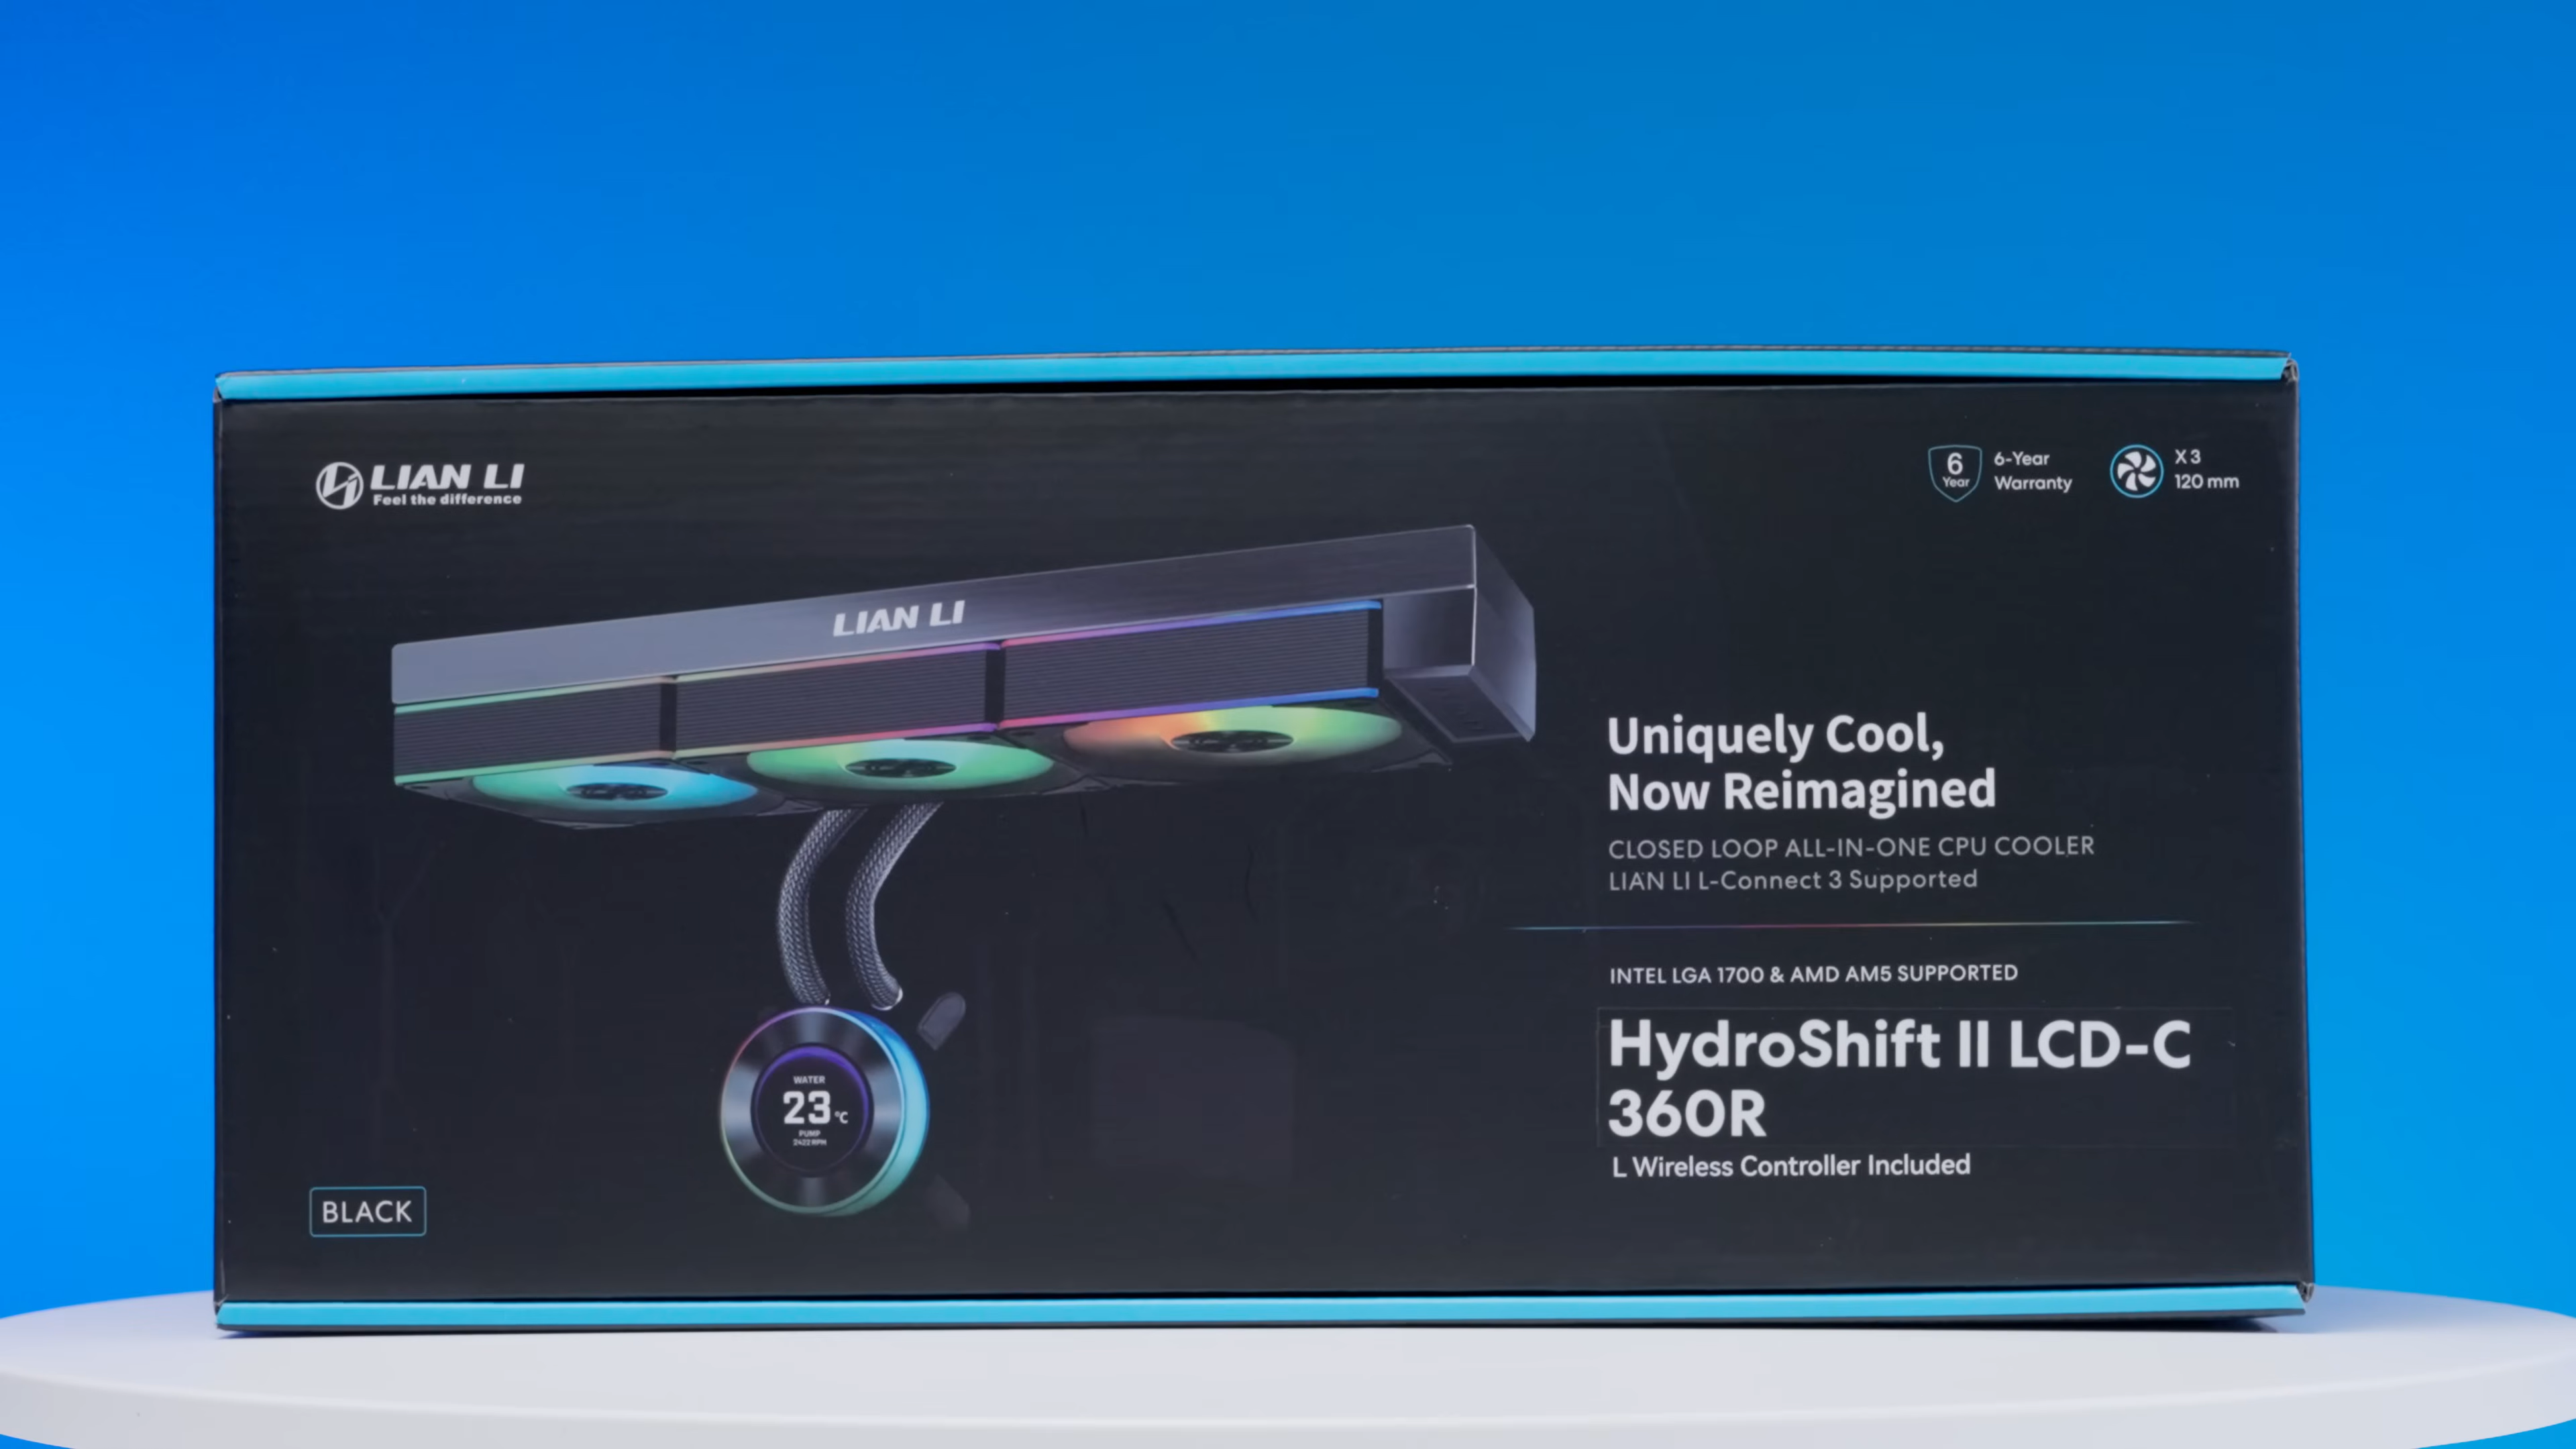 LIAN LI
Feel the difference
6
Year
6-Year
Warranty
X 3
120 mm
LIAN LI
Uniquely Cool,
Now Reimagined
CLOSED LOOP ALL-IN-ONE CPU COOLER
LIAN LI L-Connect 3 Supported
INTEL LGA 1700 & AMD AM5 SUPPORTED
HydroShift II LCD-C
360R
L Wireless Controller Included
WATER
23 °C
PUMP
BLACK